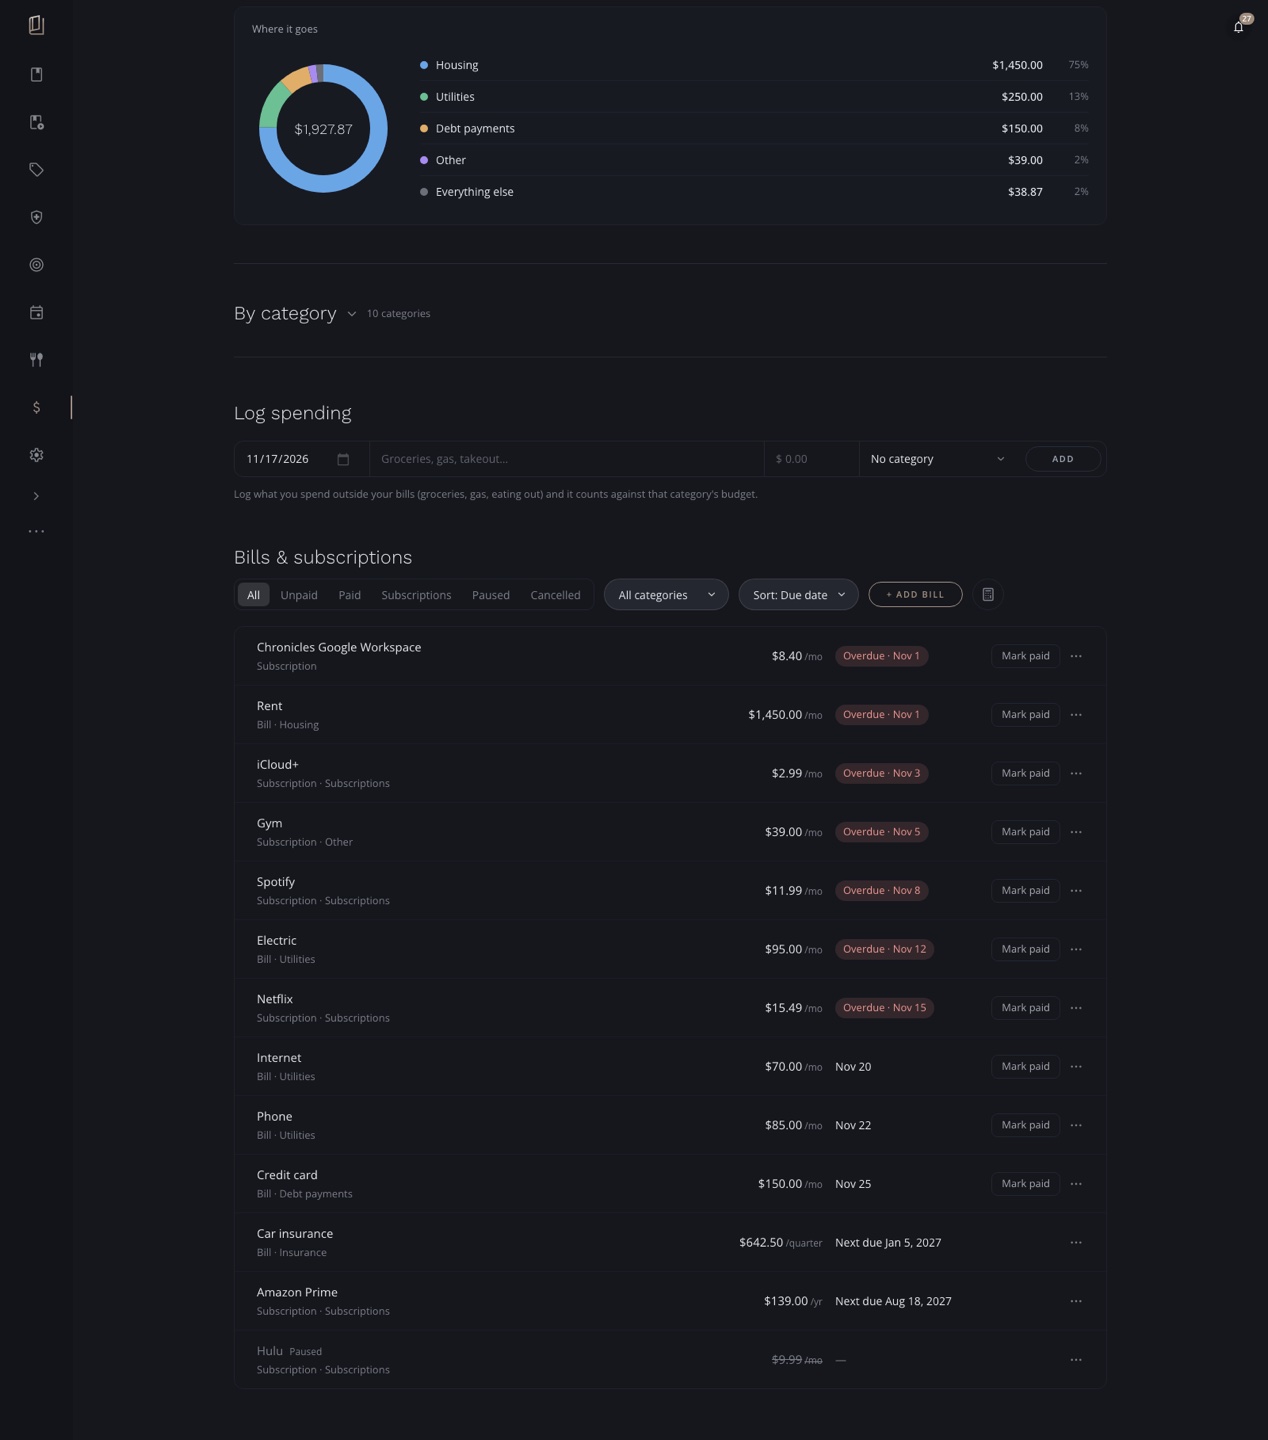 27
Where it goes
$1,927.87
Housing $1,450.00 75%
Utilities $250.00 13%
Debt payments $150.00 8%
Other $39.00 2%
Everything else $38.87 2%
By category 10 categories
Log spending
11/17/2026 Groceries, gas, takeout... $ 0.00 No category ADD
Log what you spend outside your bills (groceries, gas, eating out) and it counts against that category's budget.
Bills & subscriptions
All Unpaid Paid Subscriptions Paused Cancelled All categories Sort: Due date + ADD BILL
Chronicles Google Workspace
Subscription
$8.40 /mo Overdue · Nov 1 Mark paid
Rent
Bill · Housing
$1,450.00 /mo Overdue · Nov 1 Mark paid
iCloud+
Subscription · Subscriptions
$2.99 /mo Overdue · Nov 3 Mark paid
Gym
Subscription · Other
$39.00 /mo Overdue · Nov 5 Mark paid
Spotify
Subscription · Subscriptions
$11.99 /mo Overdue · Nov 8 Mark paid
Electric
Bill · Utilities
$95.00 /mo Overdue · Nov 12 Mark paid
Netflix
Subscription · Subscriptions
$15.49 /mo Overdue · Nov 15 Mark paid
Internet
Bill · Utilities
$70.00 /mo Nov 20 Mark paid
Phone
Bill · Utilities
$85.00 /mo Nov 22 Mark paid
Credit card
Bill · Debt payments
$150.00 /mo Nov 25 Mark paid
Car insurance
Bill · Insurance
$642.50 /quarter Next due Jan 5, 2027
Amazon Prime
Subscription · Subscriptions
$139.00 /yr Next due Aug 18, 2027
Hulu Paused
Subscription · Subscriptions
$9.99 /mo —